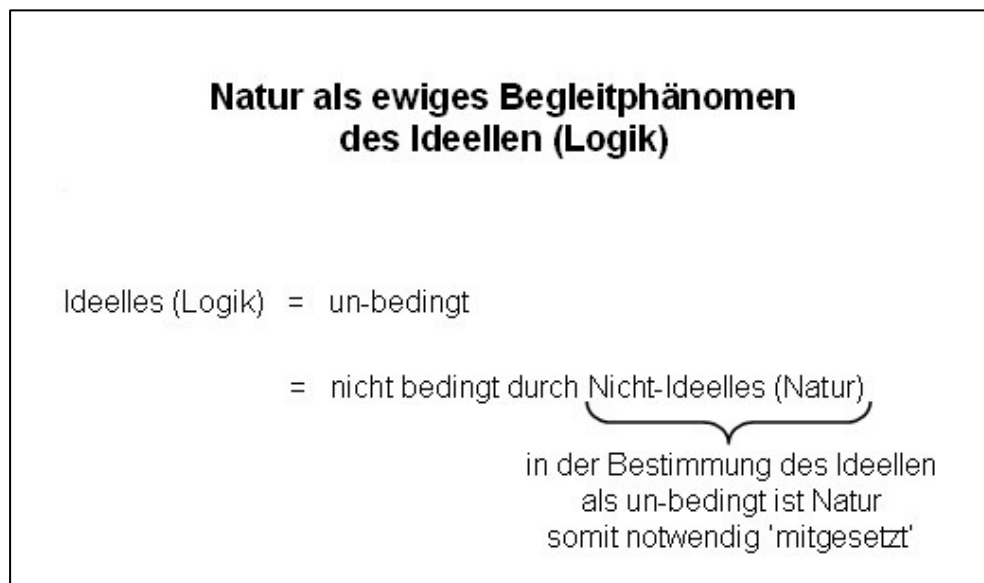 Natur als ewiges Begleitphänomen
des Ideellen (Logik)
Ideelles (Logik) = un-bedingt
= nicht bedingt durch Nicht-Ideelles (Natur)
in der Bestimmung des Ideellen
als un-bedingt ist Natur
somit notwendig 'mitgesetzt'